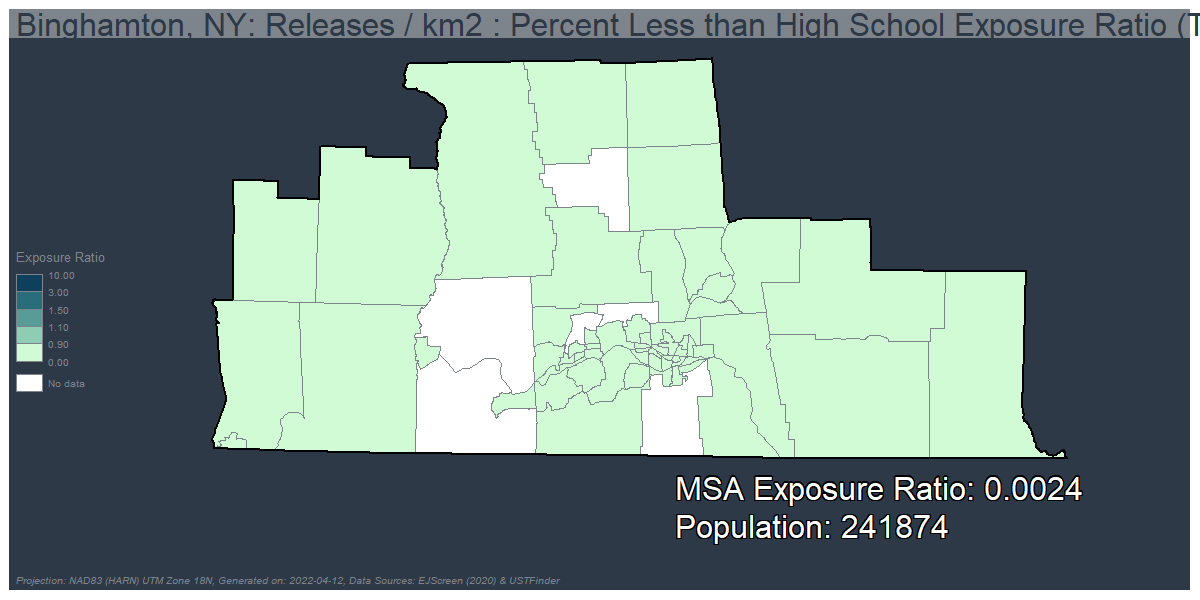 Binghamton, NY: Releases / km2 : Percent Less than High School Exposure Ratio (T
Exposure Ratio
10.00
3.00
1.50
1.10
0.90
0.00
No data
MSA Exposure Ratio: 0.0024
Population: 241874
Projection: NAD83 (HARN) UTM Zone 18N, Generated on: 2022-04-12, Data Sources: EJScreen (2020) & USTFinder